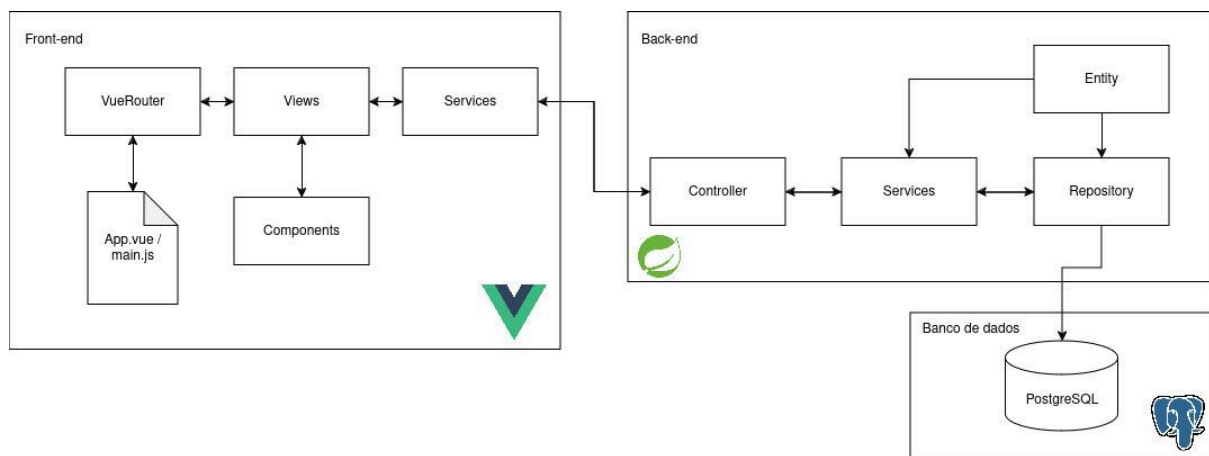 Front-end
VueRouter
Views
Services
App.vue /
main.js
Components
Back-end
Entity
Controller
Services
Repository
Banco de dados
PostgreSQL